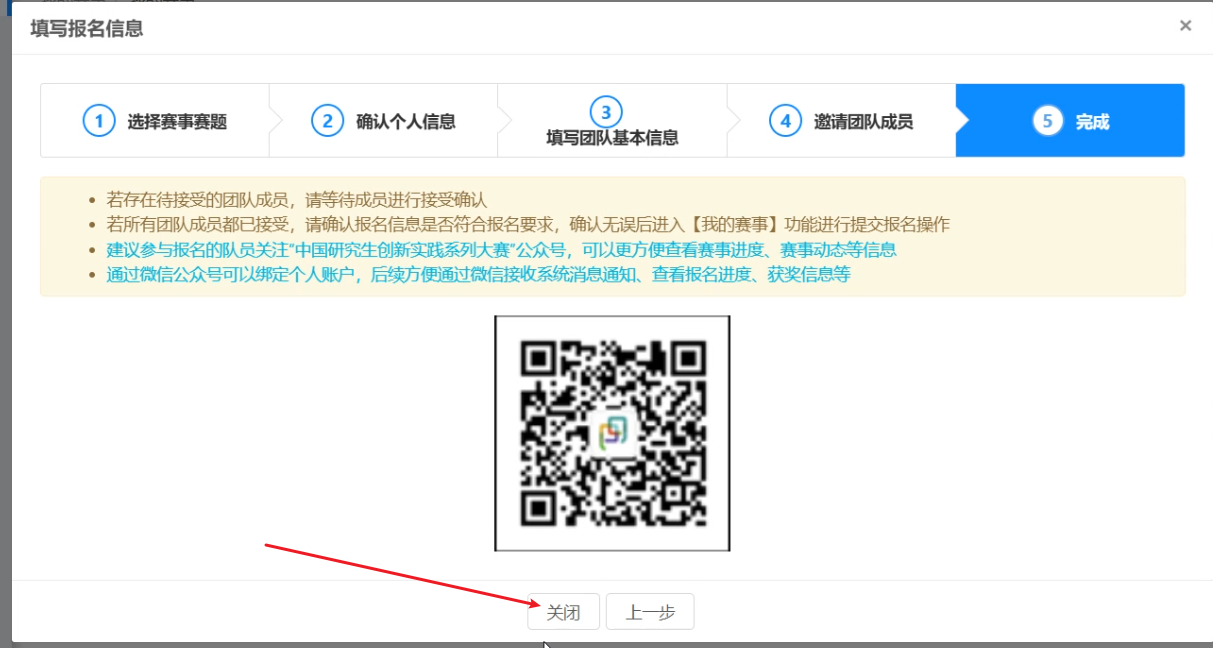 填写报名信息
×
1 选择赛事赛题
2 确认个人信息
3
填写团队基本信息
4 邀请团队成员
5 完成
• 若存在待接受的团队成员，请等待成员进行接受确认
• 若所有团队成员都已接受，请确认报名信息是否符合报名要求，确认无误后进入【我的赛事】功能进行提交报名操作
• 建议参与报名的队员关注"中国研究生创新实践系列大赛"公众号，可以更方便查看赛事进度、赛事动态等信息
• 通过微信公众号可以绑定个人账户，后续方便通过微信接收系统消息通知、查看报名进度、获奖信息等
关闭
上一步